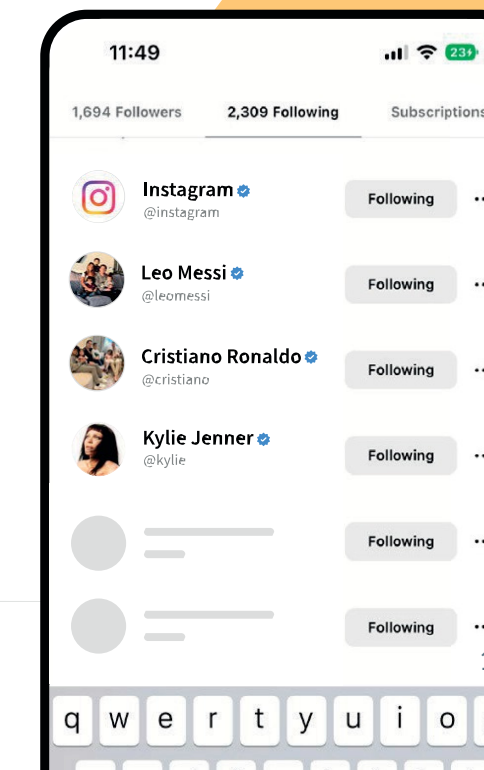 11:49
23
1,694 Followers 2,309 Following Subscriptions
Instagram Following
@instagram
Leo Messi Following
@leomessi
Cristiano Ronaldo Following
@cristiano
Kylie Jenner Following
@kylie
Following
Following
q w e r t y u i o